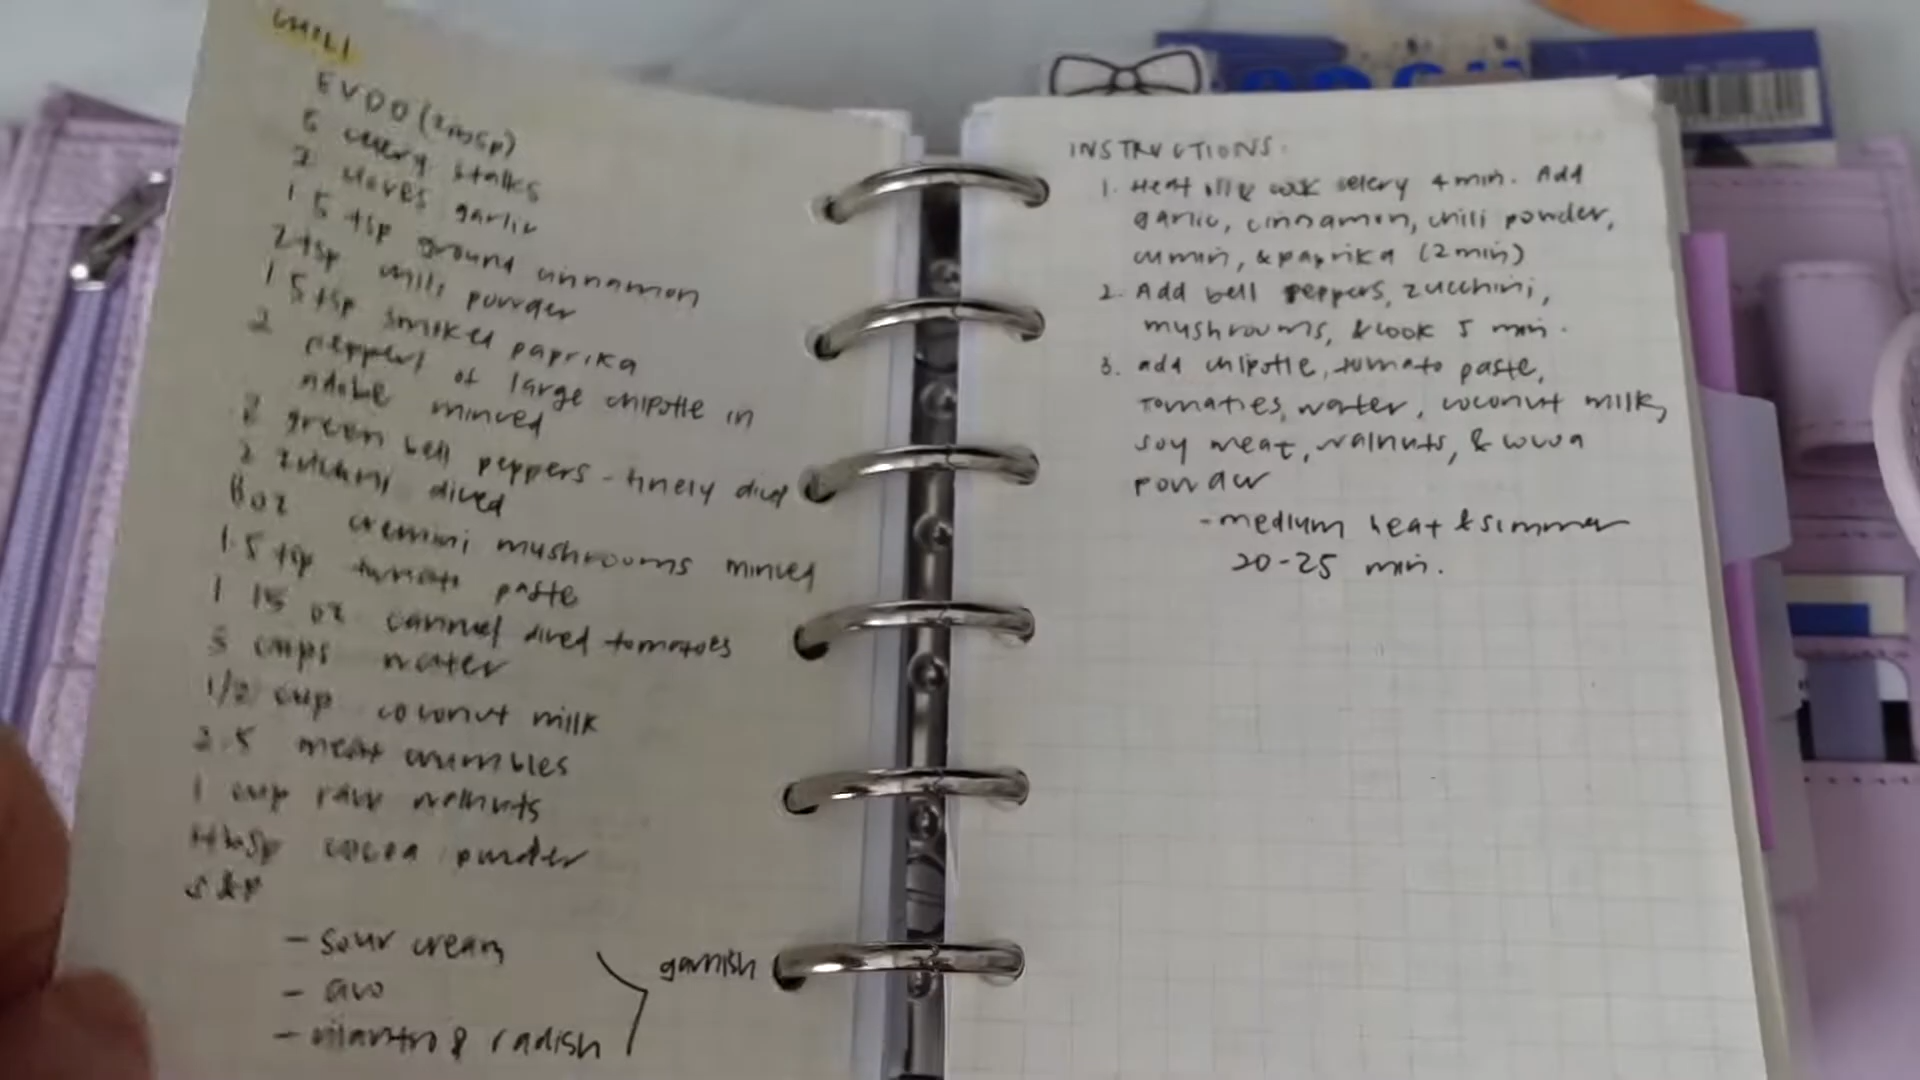 CHILI
EVOO (2 tbsp)
5 celery stalks
2 cloves garlic
1.5 tsp ground cinnamon
2 tsp chili powder
1.5 tsp smoked paprika
2 peppers of large chipotle in
adobe minced
2 green bell peppers - finely diced
2 zucchini diced
8 oz cremini mushrooms minced
1.5 tsp tomato paste
1 15 oz canned diced tomatoes
3 cups water
1/2 cup coconut milk
2.5 meat crumbles
1 cup raw walnuts
1 tbsp cocoa powder
S & P
- sour cream
- avo
- cilantro & radish
garnish
INSTRUCTIONS:
1. Heat oil & cook celery 4 min. Add
garlic, cinnamon, chili powder,
cumin, & paprika (2 min)
2. Add bell peppers, zucchini,
mushrooms, & cook 5 min.
3. add chipotle, tomato paste,
tomatoes, water, coconut milk,
soy meat, walnuts, & cocoa
powder
- medium heat & simmer
20-25 min.